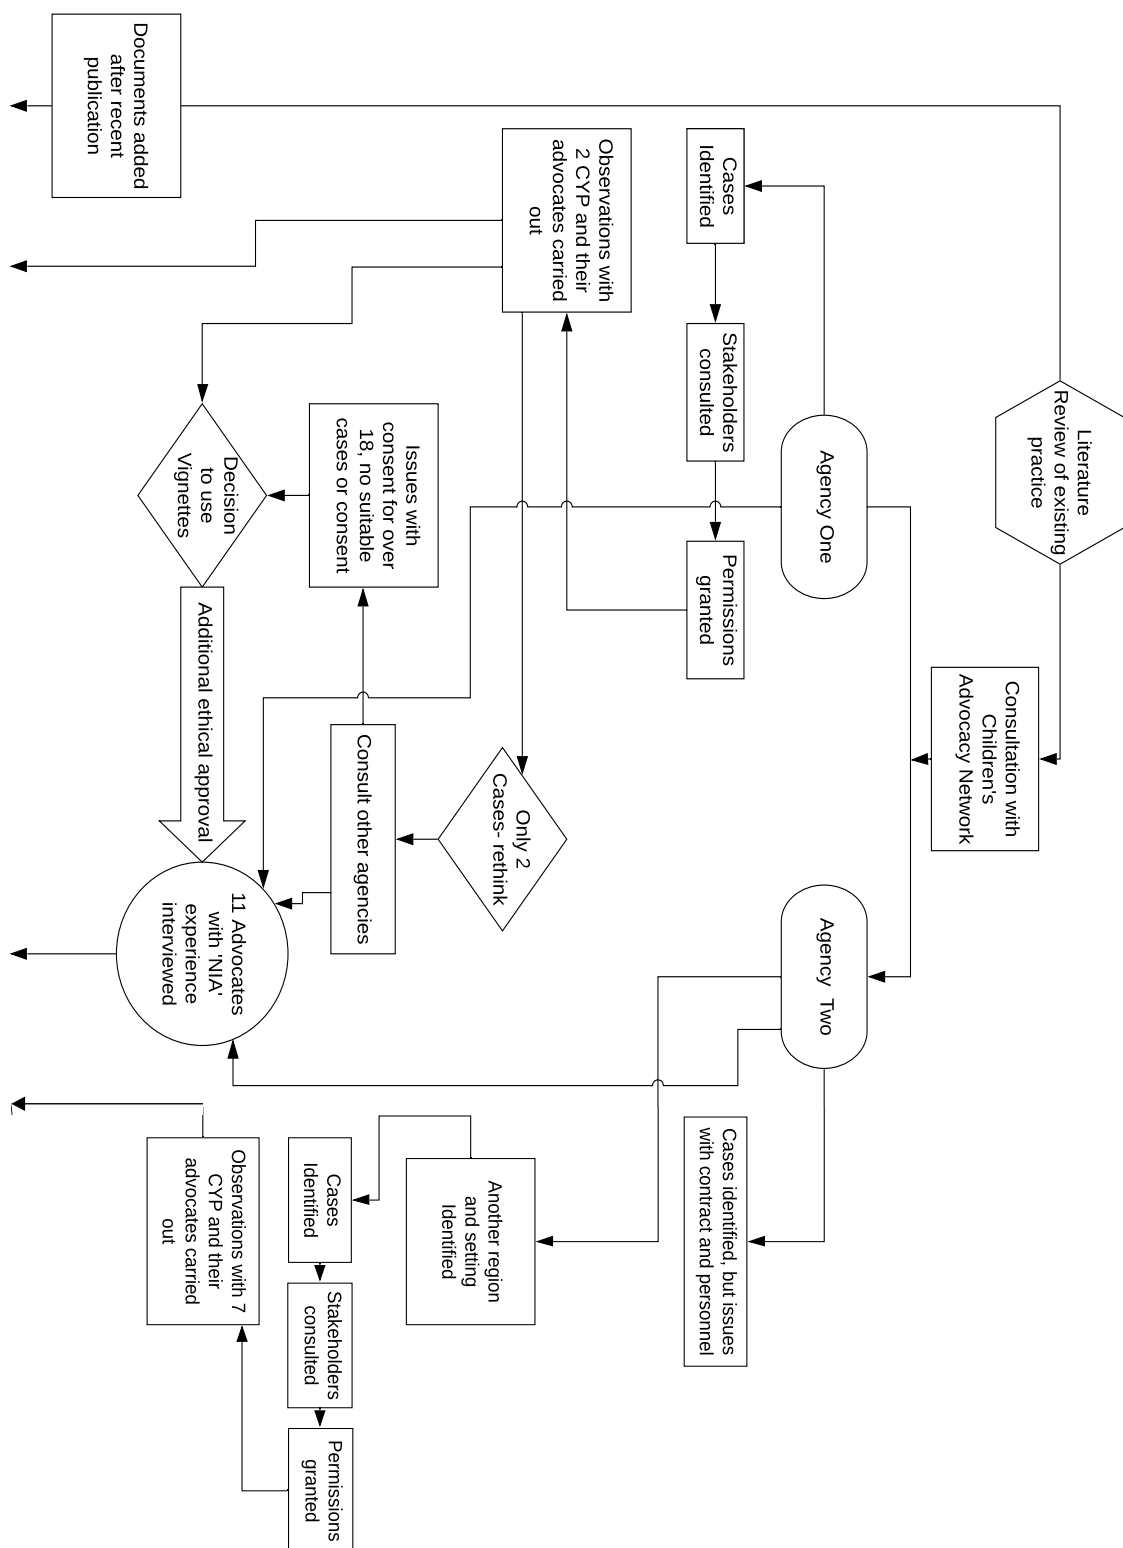 Literature
Review of existing
practice
Consultation with
Children's
Advocacy Network
Agency One
Agency Two
Cases
Identified
Stakeholders
consulted
Permissions
granted
Cases identified, but issues
with contract and personnel
Observations with
2 CYP and their
advocates carried
out
Only 2
Cases- rethink
Another region
and setting
Identified
Issues with
consent for over
18, no suitable
cases or consent
Consult other agencies
Cases
Identified
Stakeholders
consulted
Permissions
granted
Decision
to use
Vignettes
Additional ethical approval
11 Advocates
with 'NIA'
experience
interviewed
Observations with 7
CYP and their
advocates carried
out
Documents added
after recent
publication